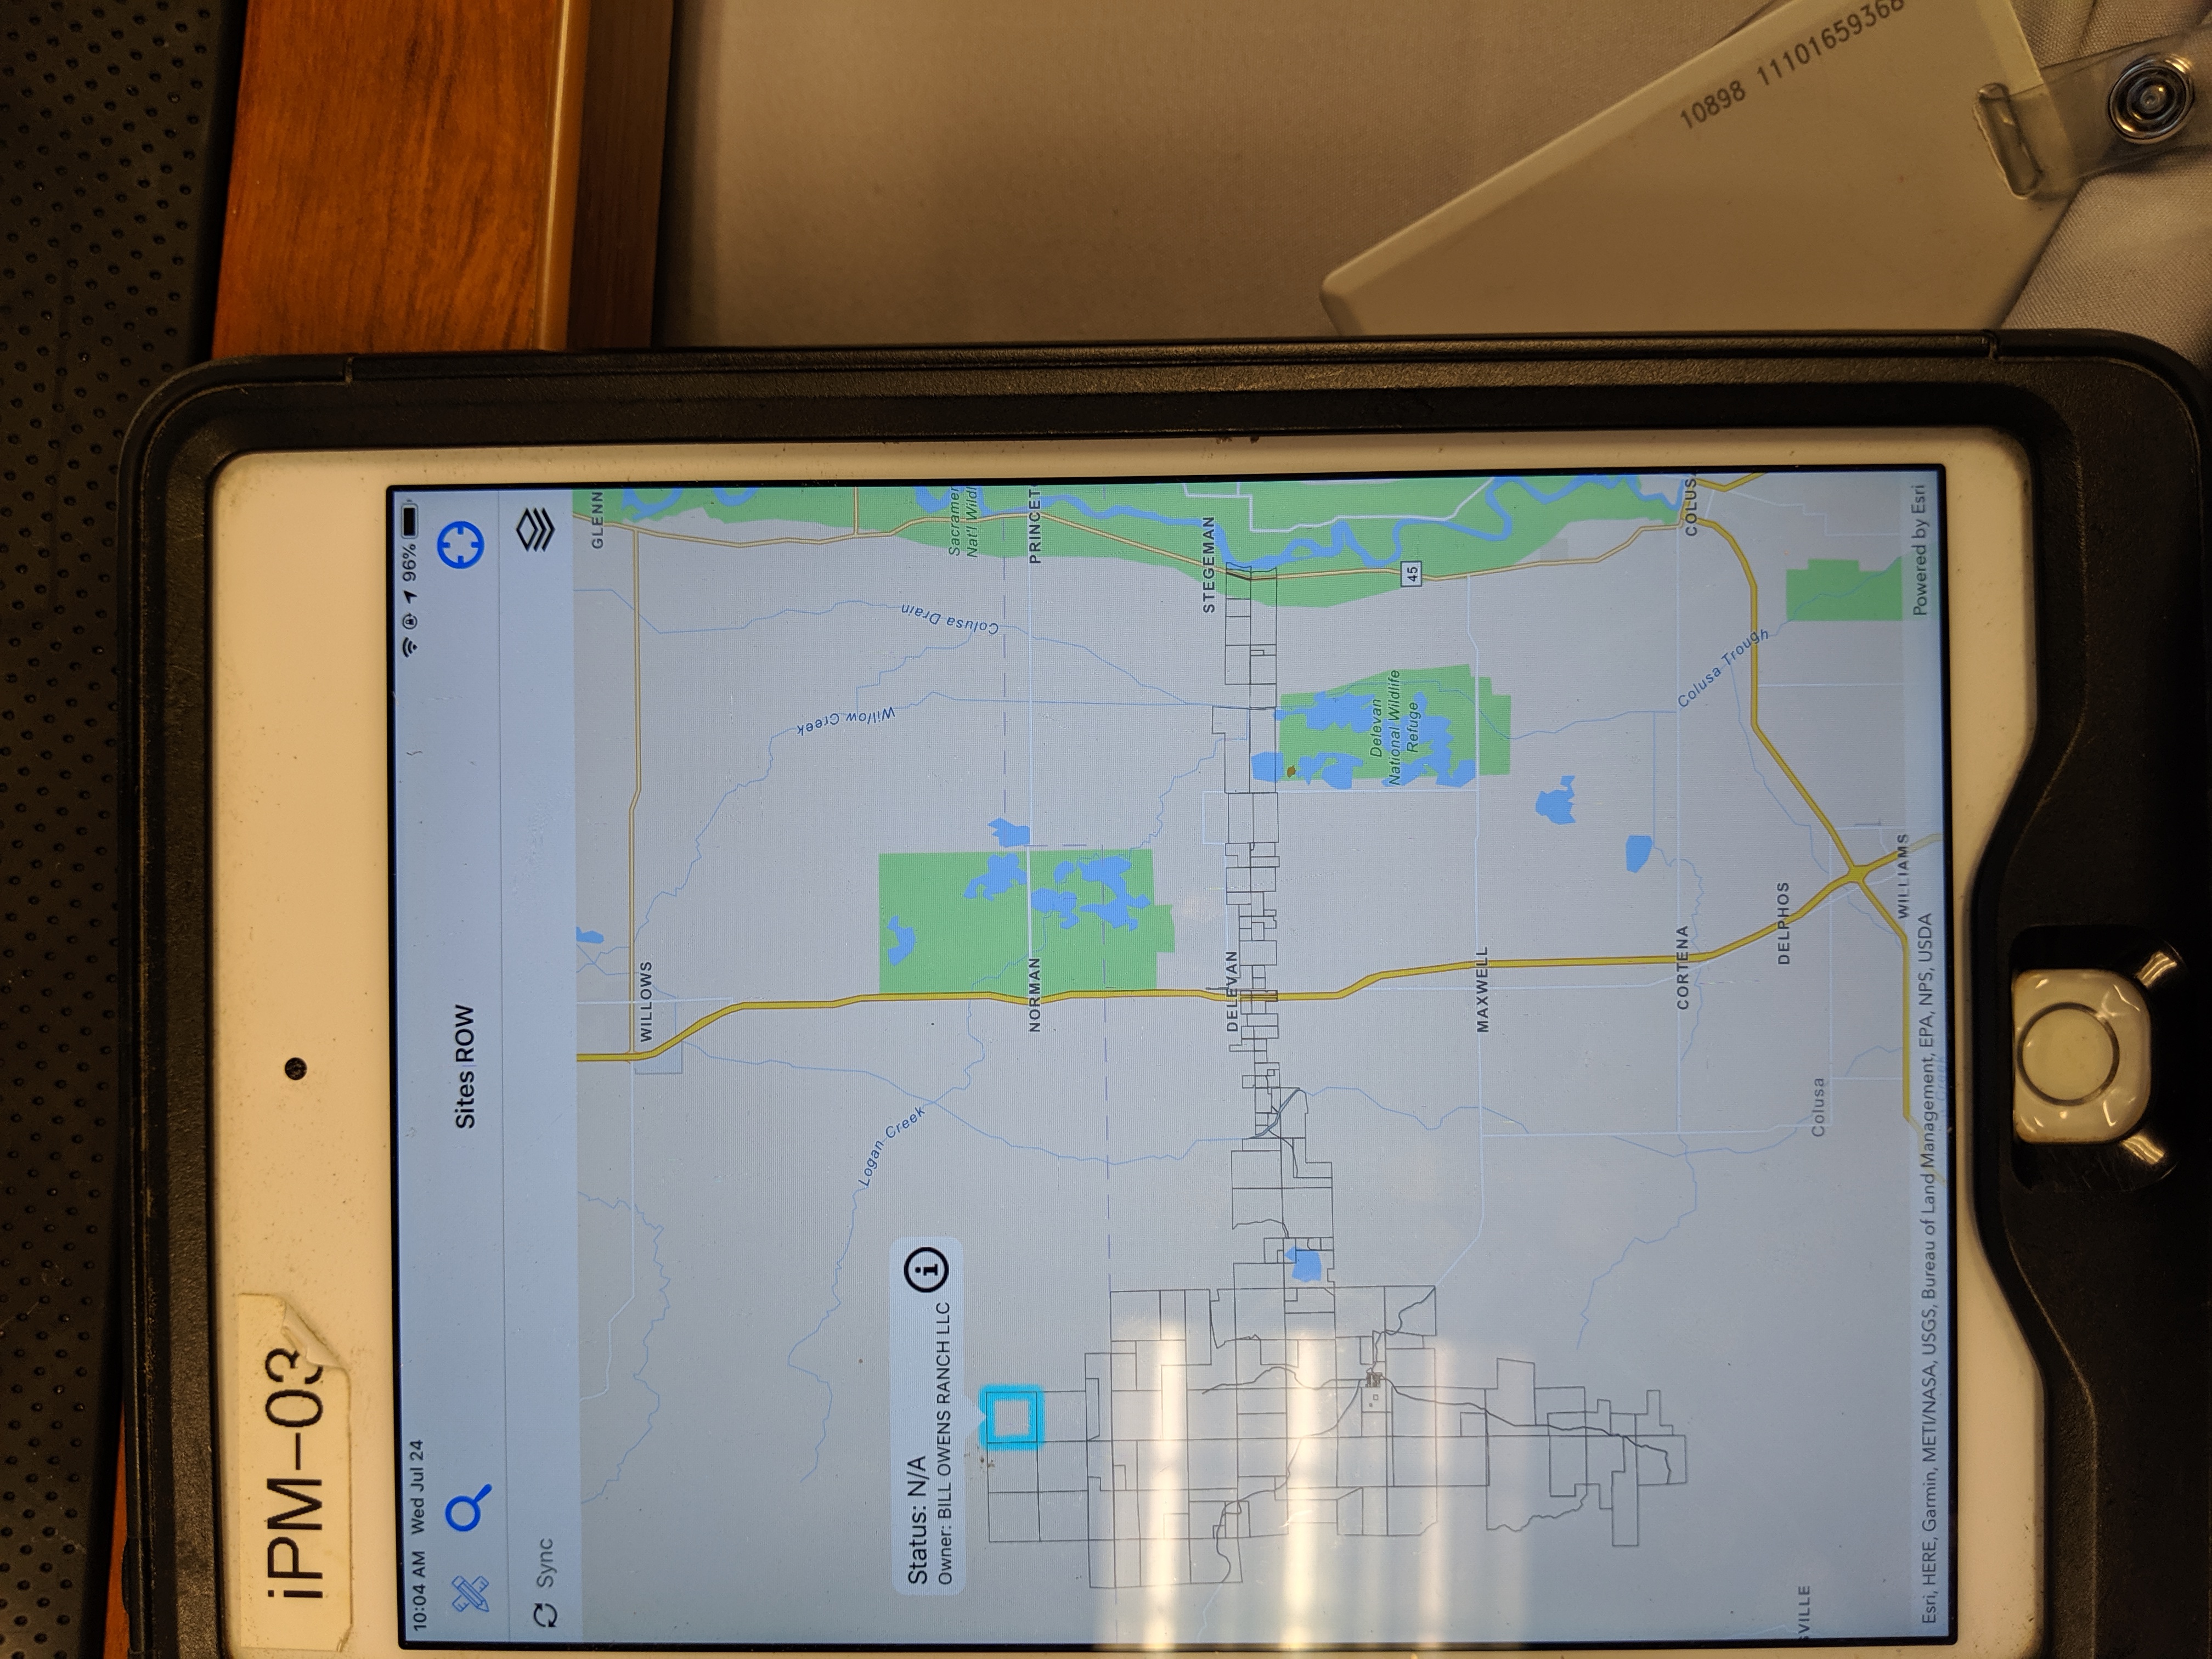 iPM-03
10:04 AM Wed Jul 24
96%
Sites ROW
Sync
GLENN
WILLOWS
Willow Creek
Logan Creek
Colusa Drain
Status: N/A
Owner: BILL OWENS RANCH LLC
i
Sacramen
Nat'l Wildl
NORMAN
PRINCET
STEGEMAN
DELEVAN
Delevan
National Wildlife
Refuge
45
MAXWELL
CORTENA
COLUS
Colusa Trough
DELPHOS
SVILLE
Colusa
WILLIAMS
Esri, HERE, Garmin, METI/NASA, USGS, Bureau of Land Management, EPA, NPS, USDA
Powered by Esri
Creek
10898 11101659368